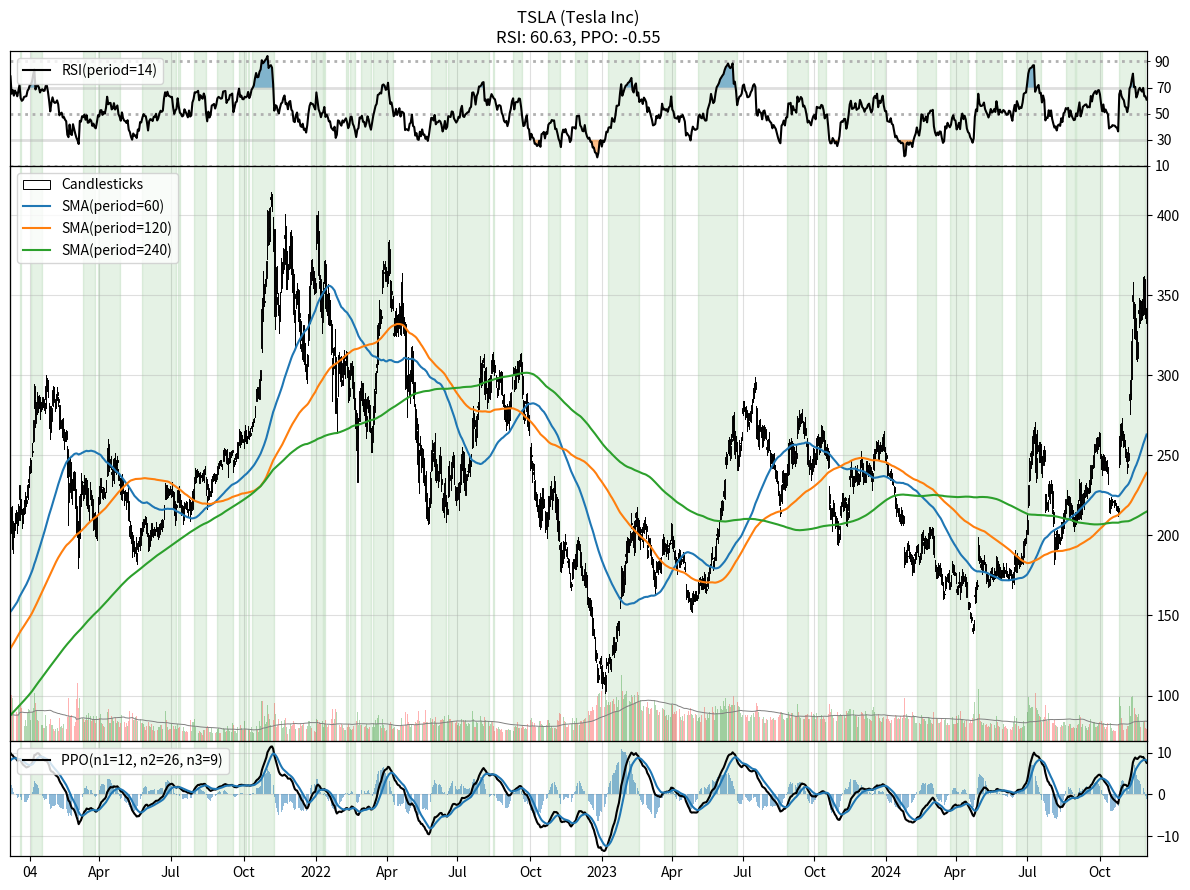 TSLA (Tesla Inc)
RSI: 60.63, PPO: -0.55
RSI(period=14)
90
70
50
30
10
Candlesticks
SMA(period=60)
SMA(period=120)
SMA(period=240)
400
350
300
250
200
150
100
PPO(n1=12, n2=26, n3=9)
10
0
−10
04 Apr Jul Oct 2022 Apr Jul Oct 2023 Apr Jul Oct 2024 Apr Jul Oct